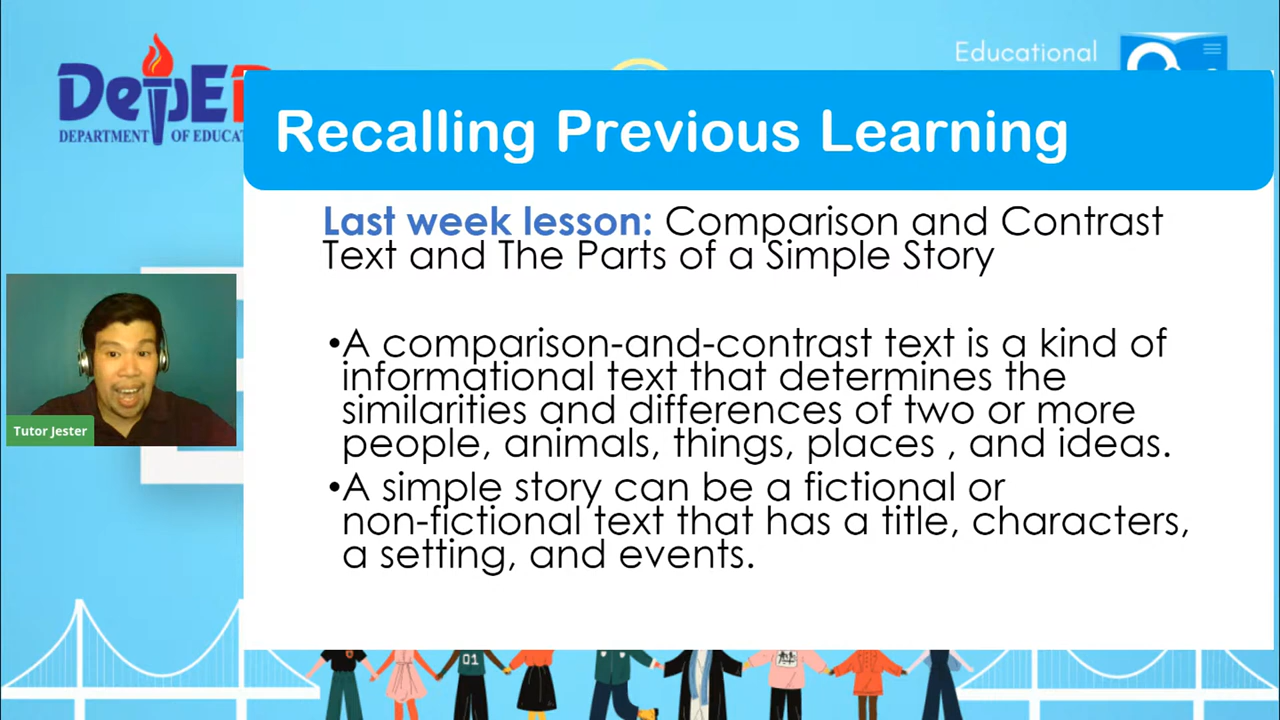 DepED
DEPARTMENT OF EDUCA
Educational
Recalling Previous Learning
Last week lesson: Comparison and Contrast
Text and The Parts of a Simple Story
•A comparison-and-contrast text is a kind of
informational text that determines the
similarities and differences of two or more
people, animals, things, places , and ideas.
•A simple story can be a fictional or
non-fictional text that has a title, characters,
a setting, and events.
Tutor Jester
01